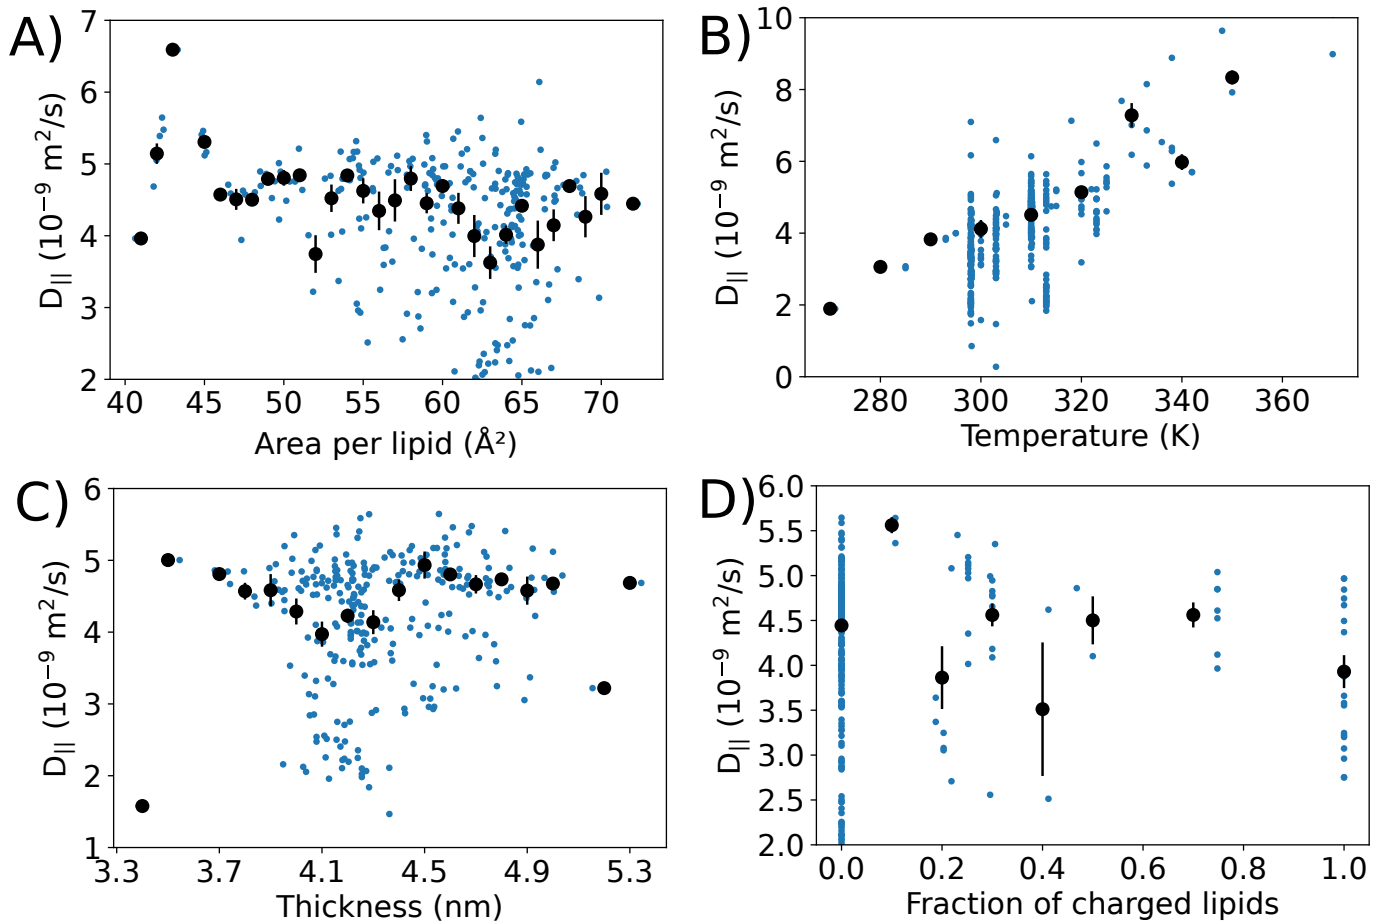 A)
7
6
5
4
3
2
D|| (10⁻⁹ m²/s)
40 45 50 55 60 65 70
Area per lipid (Å²)
B)
10
8
6
4
2
0
D|| (10⁻⁹ m²/s)
280 300 320 340 360
Temperature (K)
C)
6
5
4
3
2
1
D|| (10⁻⁹ m²/s)
3.3 3.7 4.1 4.5 4.9 5.3
Thickness (nm)
D)
6.0
5.5
5.0
4.5
4.0
3.5
3.0
2.5
2.0
D|| (10⁻⁹ m²/s)
0.0 0.2 0.4 0.6 0.8 1.0
Fraction of charged lipids